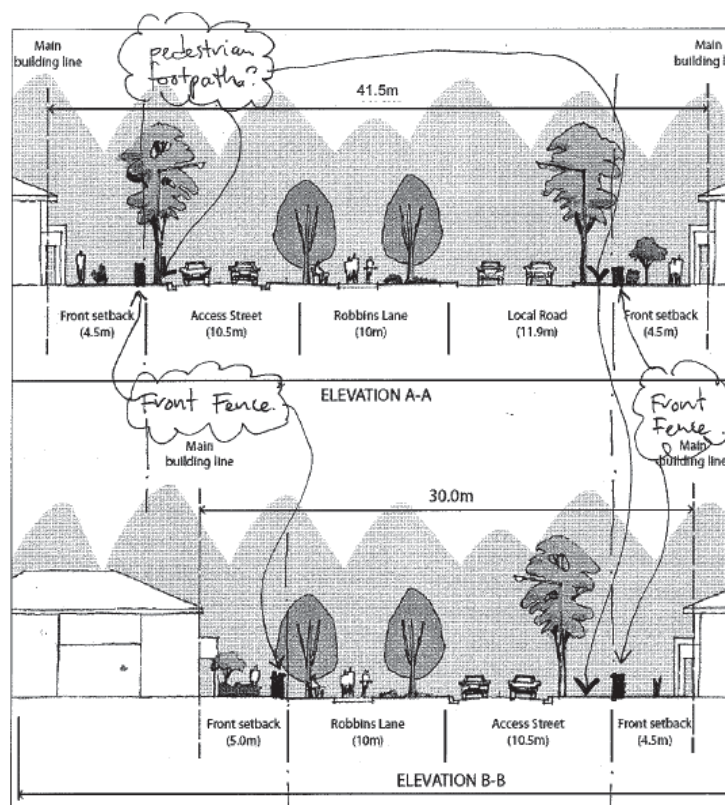 Main
building line
pedestrian
footpaths?
Main
building l
41.5m
Front setback
(4.5m)
Access Street
(10.5m)
Robbins Lane
(10m)
Local Road
(11.9m)
Front setback
(4.5m)
Front Fence.
ELEVATION A-A
Front
Fence.
Main
building line
Main
building line
30.0m
Front setback
(5.0m)
Robbins Lane
(10m)
Access Street
(10.5m)
Front setback
(4.5m)
ELEVATION B-B